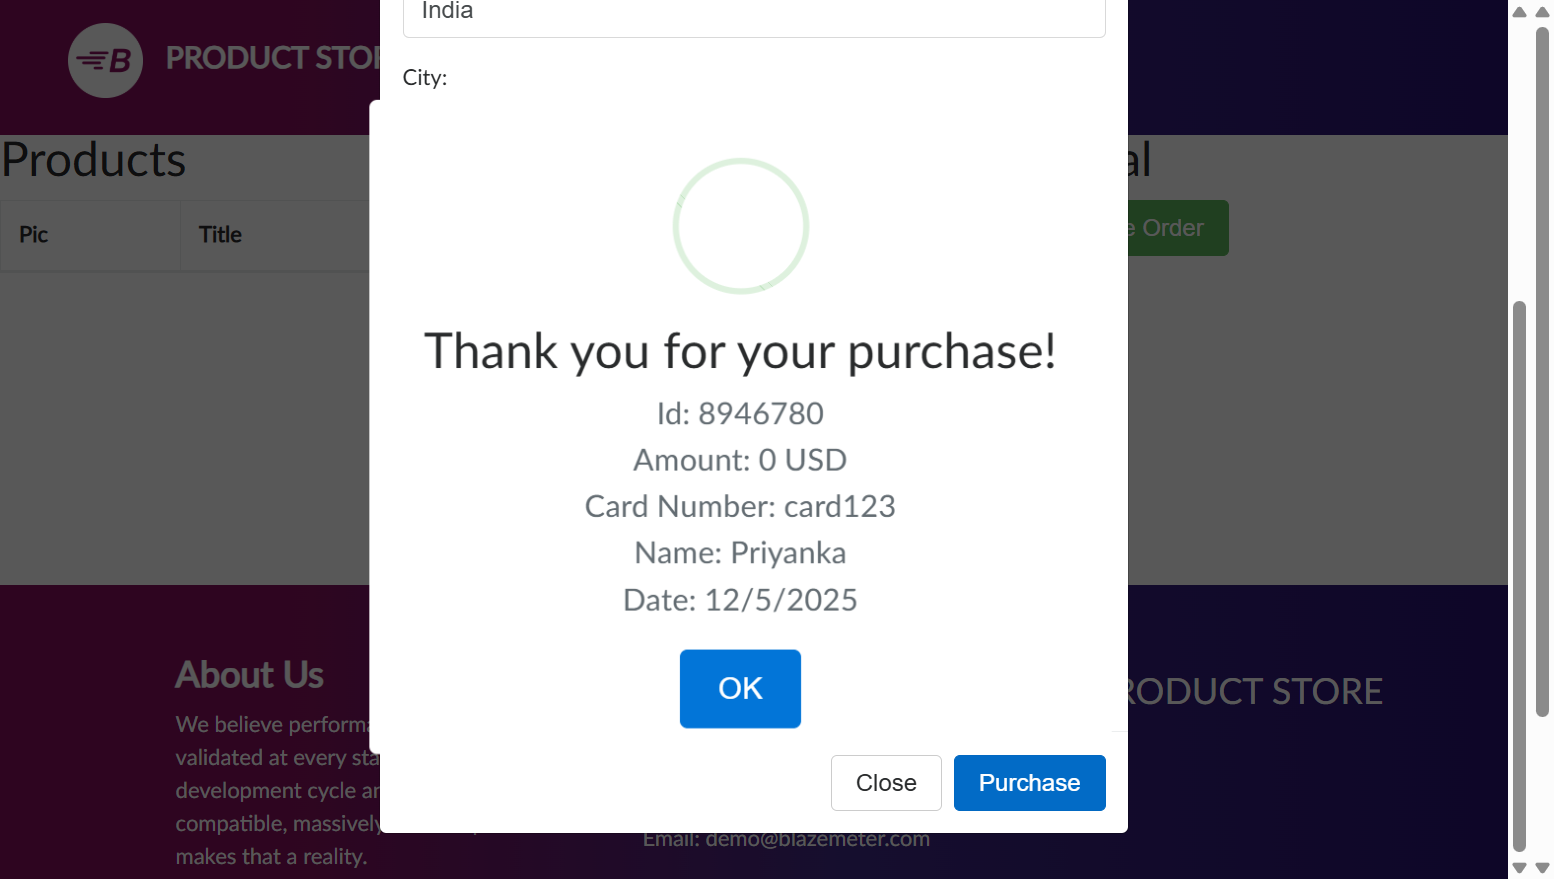 India
B PRODUCT STOR
City:
Products
al
Pic Title
e Order
Thank you for your purchase!
Id: 8946780
Amount: 0 USD
Card Number: card123
Name: Priyanka
Date: 12/5/2025
OK
About Us
RODUCT STORE
We believe performa
validated at every sta
development cycle ar
compatible, massively
makes that a reality.
Close Purchase
Email: demo@blazemeter.com